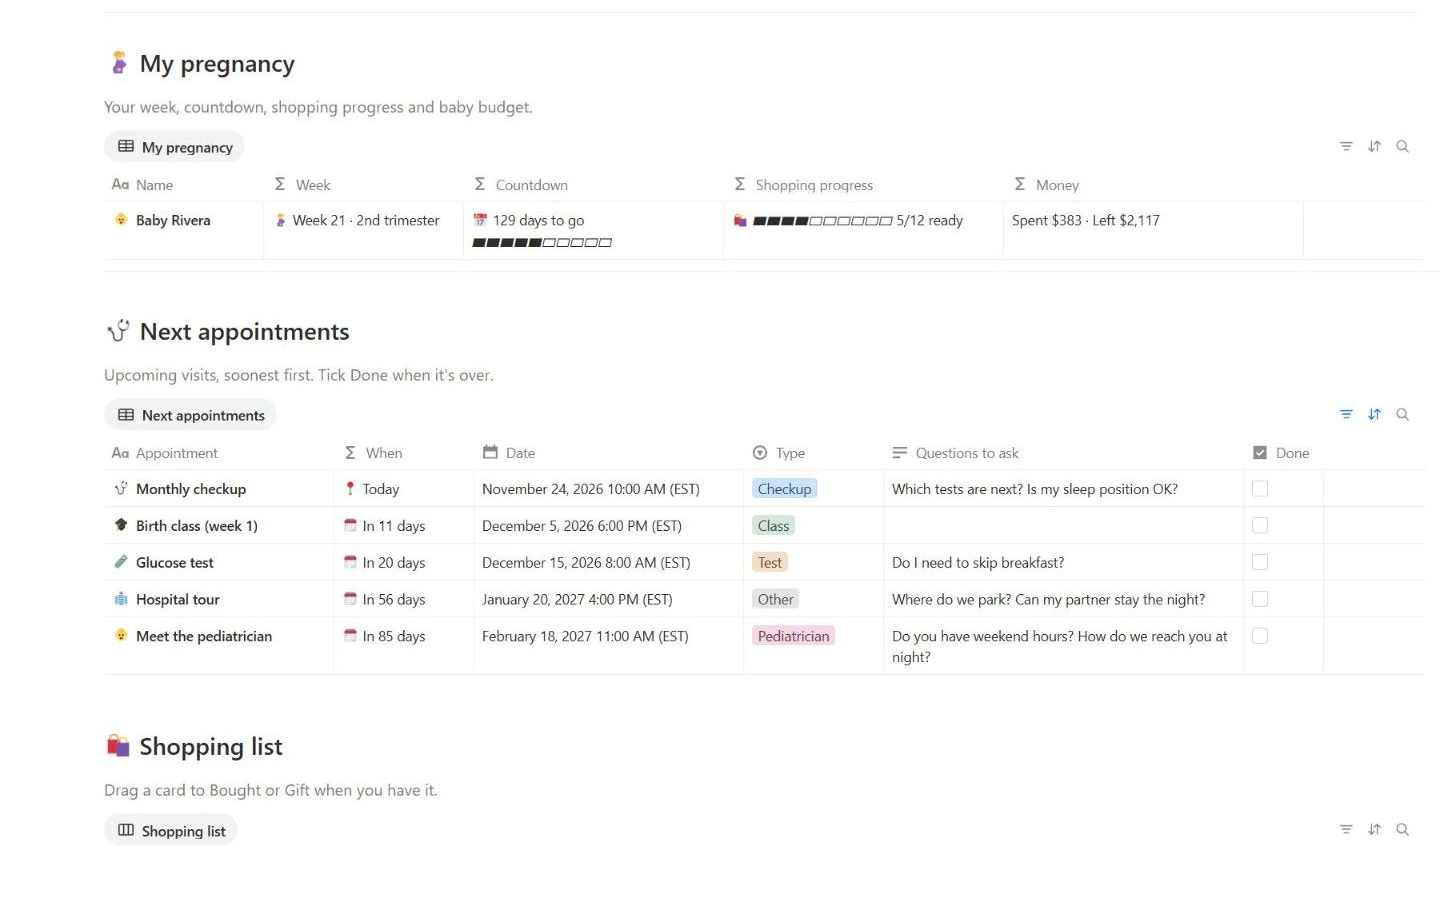 My pregnancy
Your week, countdown, shopping progress and baby budget.
My pregnancy
Aa Name Σ Week Σ Countdown Σ Shopping progress Σ Money
Baby Rivera Week 21 · 2nd trimester 129 days to go 5/12 ready Spent $383 · Left $2,117
Next appointments
Upcoming visits, soonest first. Tick Done when it's over.
Next appointments
Aa Appointment Σ When Date Type Questions to ask Done
Monthly checkup Today November 24, 2026 10:00 AM (EST) Checkup Which tests are next? Is my sleep position OK?
Birth class (week 1) In 11 days December 5, 2026 6:00 PM (EST) Class
Glucose test In 20 days December 15, 2026 8:00 AM (EST) Test Do I need to skip breakfast?
Hospital tour In 56 days January 20, 2027 4:00 PM (EST) Other Where do we park? Can my partner stay the night?
Meet the pediatrician In 85 days February 18, 2027 11:00 AM (EST) Pediatrician Do you have weekend hours? How do we reach you at
night?
Shopping list
Drag a card to Bought or Gift when you have it.
Shopping list